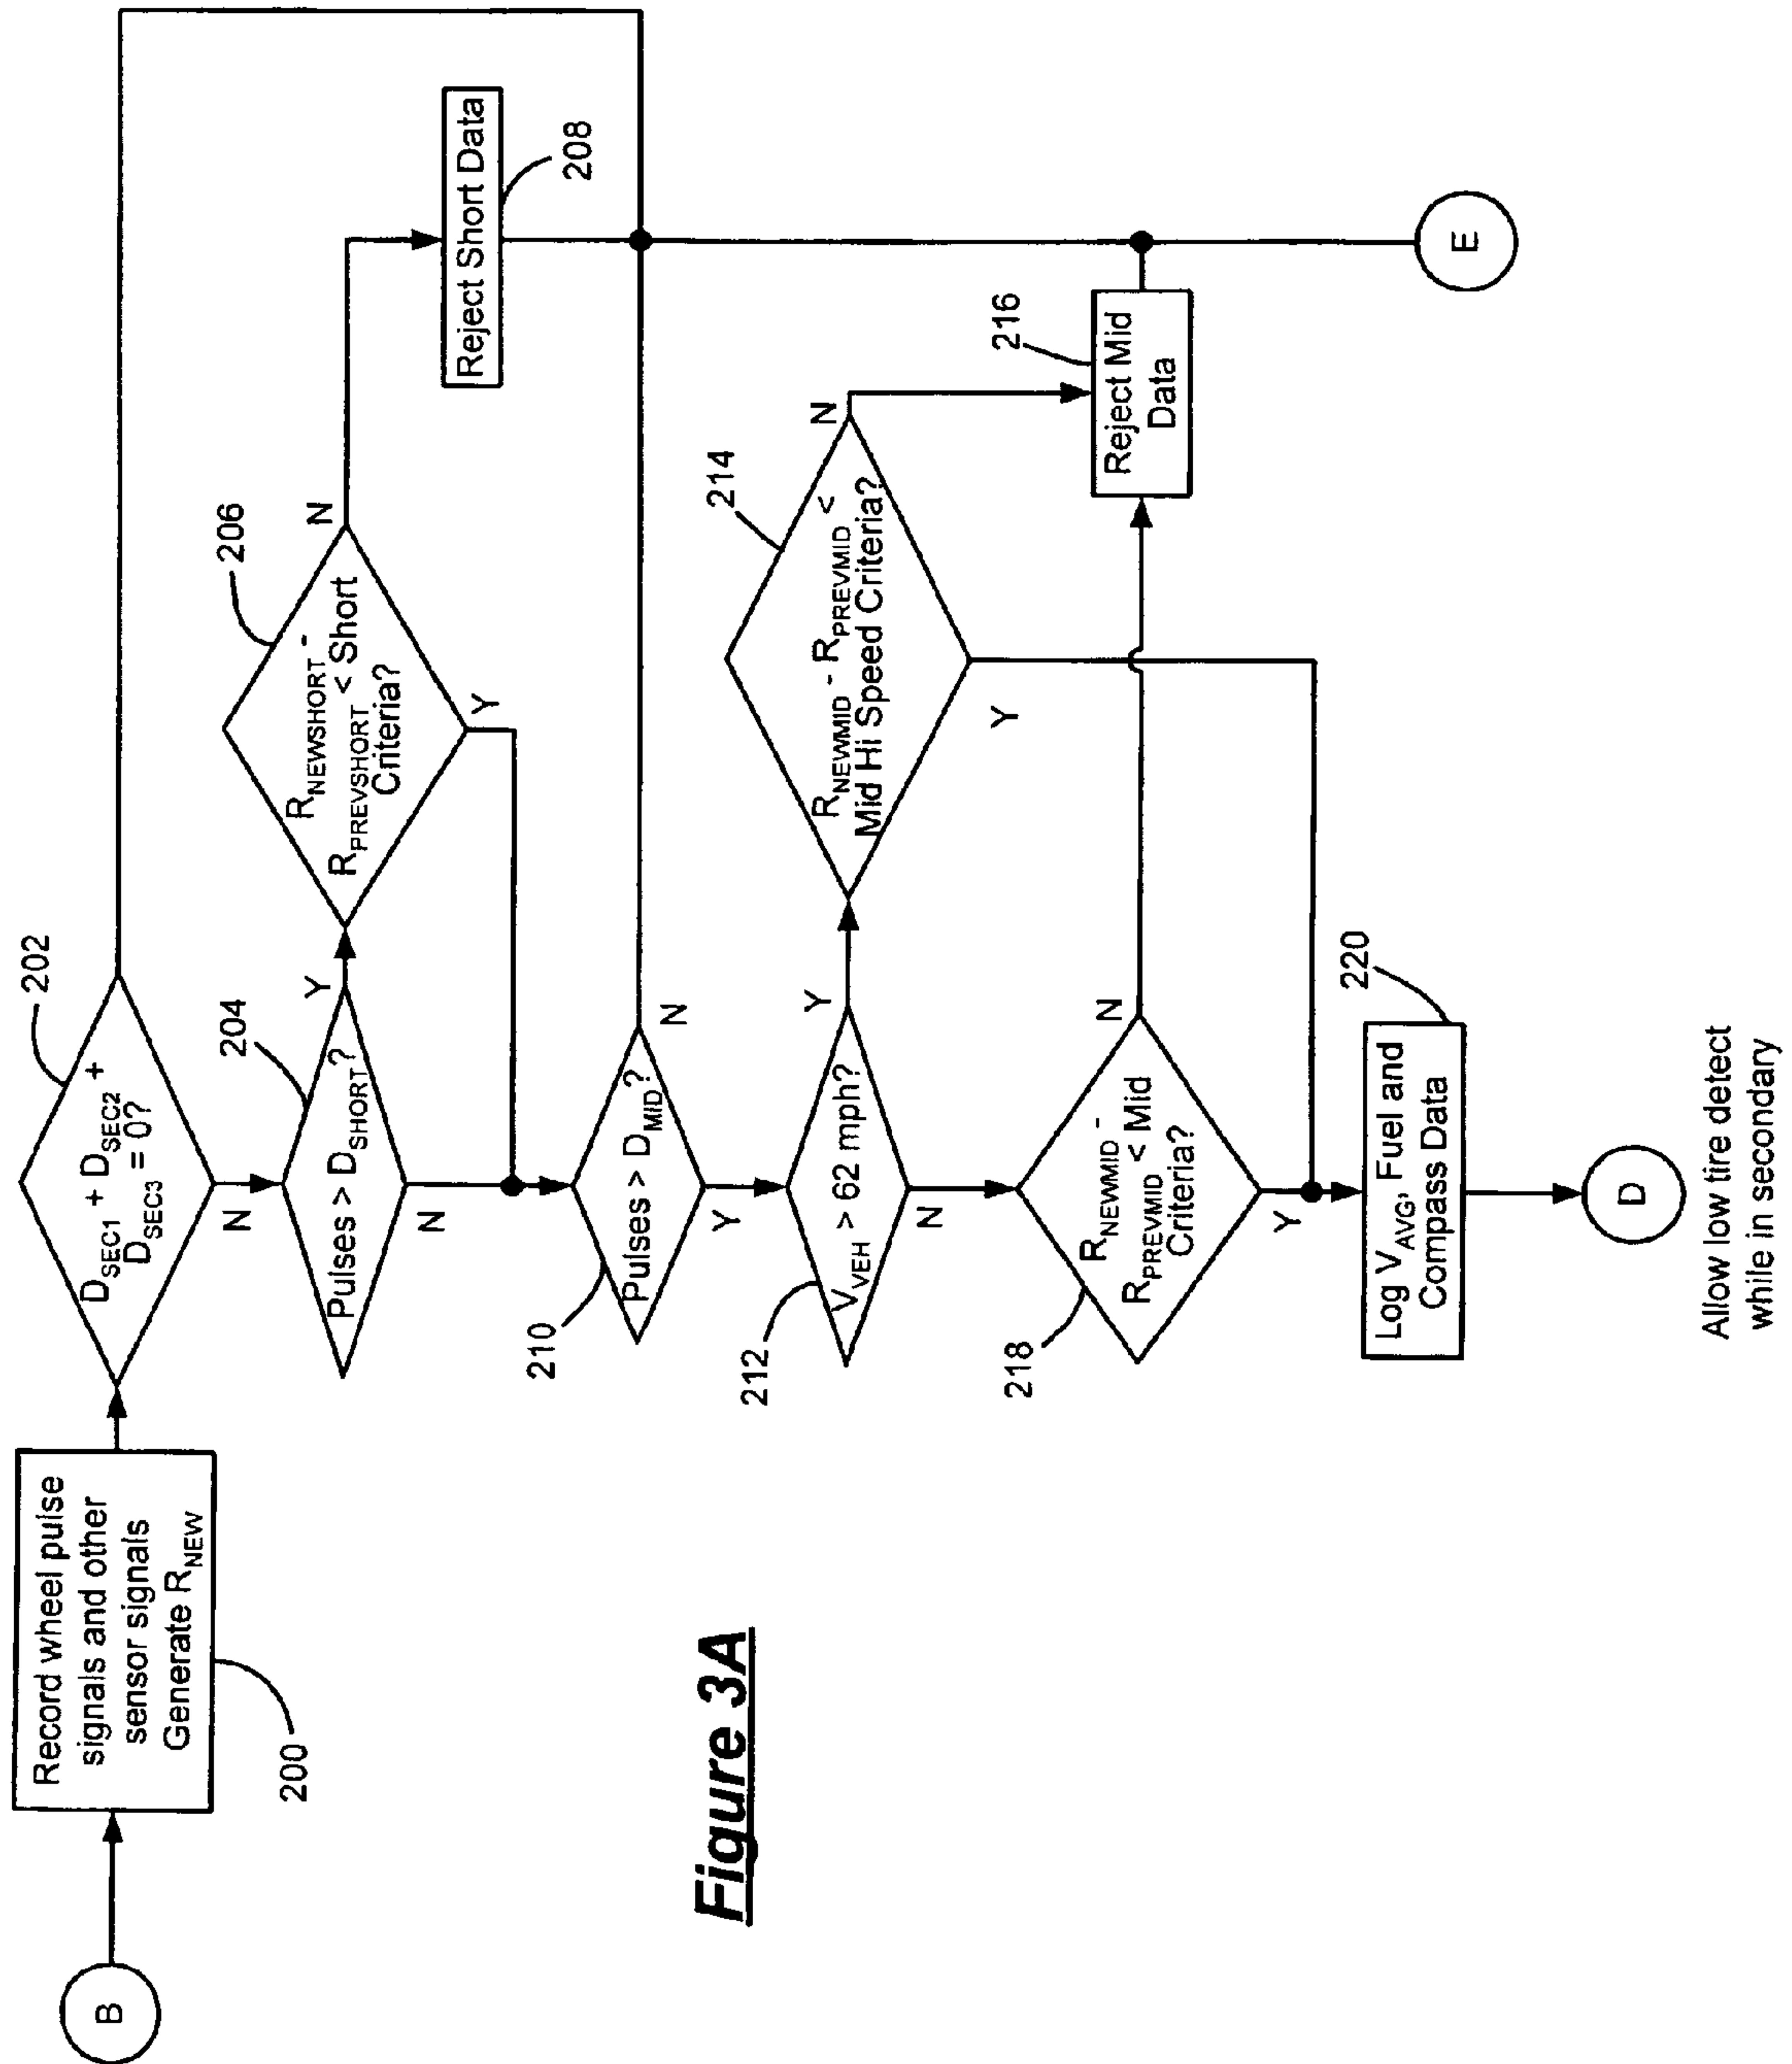 B
Record wheel pulse
signals and other
sensor signals
Generate R_NEW
200
D_SEC1 + D_SEC2 +
D_SEC3 = 0?
202
N
Pulses > D_SHORT?
204
Y
N
R_NEWSHORT -
R_PREVSHORT < Short
Criteria?
206
N
Y
Reject Short Data
208
Pulses > D_MID?
210
N
Y
V_VEH > 62 mph?
212
Y
N
R_NEWMID - R_PREVMID <
Mid Hi Speed Criteria?
214
N
Y
Reject Mid
Data
216
R_NEWMID -
R_PREVMID < Mid
Criteria?
218
N
Y
Log V_AVG, Fuel and
Compass Data
220
D
E
Allow low tire detect
while in secondary
Figure 3A